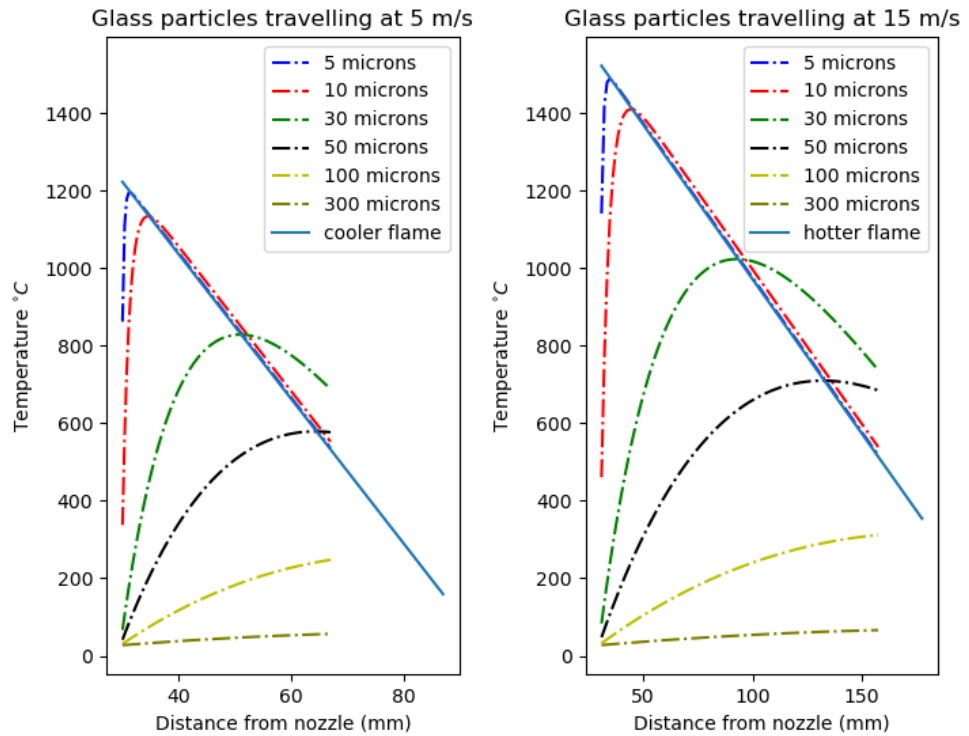 Glass particles travelling at 5 m/s
5 microns
10 microns
30 microns
50 microns
100 microns
300 microns
cooler flame
1400
1200
1000
800
600
400
200
0
Temperature °C
40
60
80
Distance from nozzle (mm)
Glass particles travelling at 15 m/s
5 microns
10 microns
30 microns
50 microns
100 microns
300 microns
hotter flame
1400
1200
1000
800
600
400
200
0
Temperature °C
50
100
150
Distance from nozzle (mm)